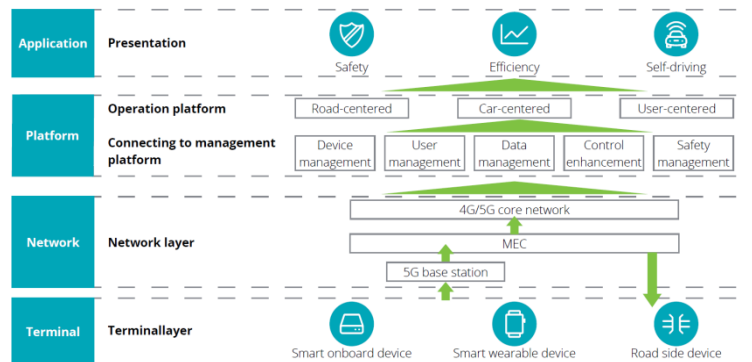 Application
Presentation
Safety
Efficiency
Self-driving
Platform
Operation platform
Road-centered
Car-centered
User-centered
Connecting to management
platform
Device
management
User
management
Data
management
Control
enhancement
Safety
management
Network
Network layer
4G/5G core network
MEC
5G base station
Terminal
Terminallayer
Smart onboard device
Smart wearable device
Road side device